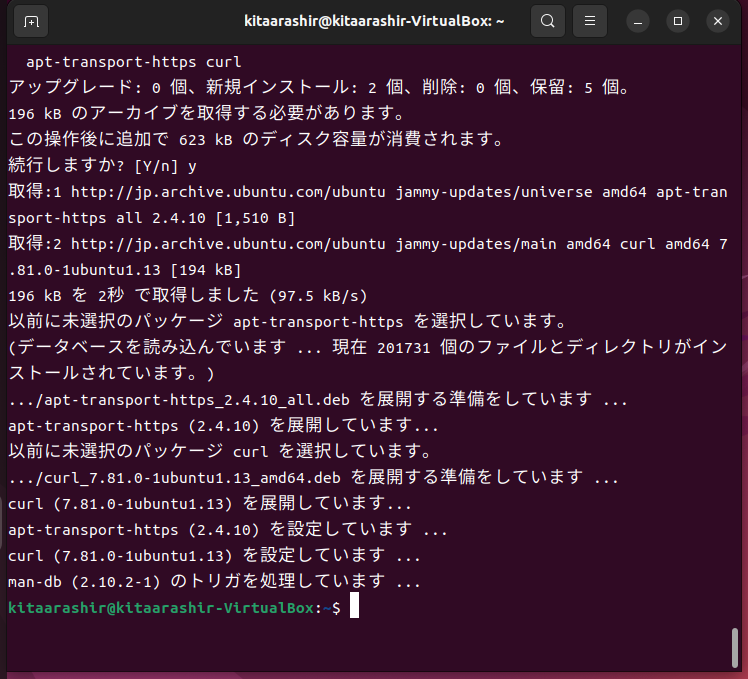 kitaarashir@kitaarashir-VirtualBox: ~
apt-transport-https curl
アップグレード: 0 個、新規インストール: 2 個、削除: 0 個、保留: 5 個。
196 kB のアーカイブを取得する必要があります。
この操作後に追加で 623 kB のディスク容量が消費されます。
続行しますか? [Y/n] y
取得:1 http://jp.archive.ubuntu.com/ubuntu jammy-updates/universe amd64 apt-tran
sport-https all 2.4.10 [1,510 B]
取得:2 http://jp.archive.ubuntu.com/ubuntu jammy-updates/main amd64 curl amd64 7
.81.0-1ubuntu1.13 [194 kB]
196 kB を 2秒 で取得しました (97.5 kB/s)
以前に未選択のパッケージ apt-transport-https を選択しています。
(データベースを読み込んでいます ... 現在 201731 個のファイルとディレクトリがイン
ストールされています。)
.../apt-transport-https_2.4.10_all.deb を展開する準備をしています ...
apt-transport-https (2.4.10) を展開しています...
以前に未選択のパッケージ curl を選択しています。
.../curl_7.81.0-1ubuntu1.13_amd64.deb を展開する準備をしています ...
curl (7.81.0-1ubuntu1.13) を展開しています...
apt-transport-https (2.4.10) を設定しています ...
curl (7.81.0-1ubuntu1.13) を設定しています ...
man-db (2.10.2-1) のトリガを処理しています ...
kitaarashir@kitaarashir-VirtualBox:~$